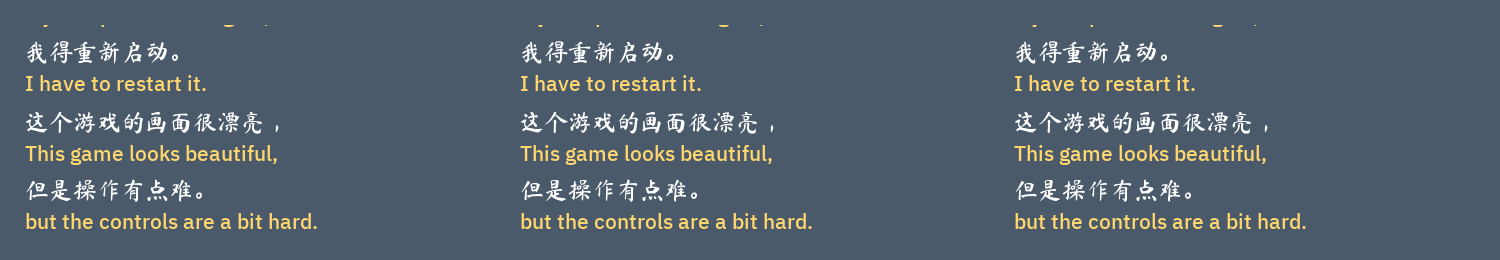 我得重新启动。
I have to restart it.
这个游戏的画面很漂亮，
This game looks beautiful,
但是操作有点难。
but the controls are a bit hard.
我得重新启动。
I have to restart it.
这个游戏的画面很漂亮，
This game looks beautiful,
但是操作有点难。
but the controls are a bit hard.
我得重新启动。
I have to restart it.
这个游戏的画面很漂亮，
This game looks beautiful,
但是操作有点难。
but the controls are a bit hard.